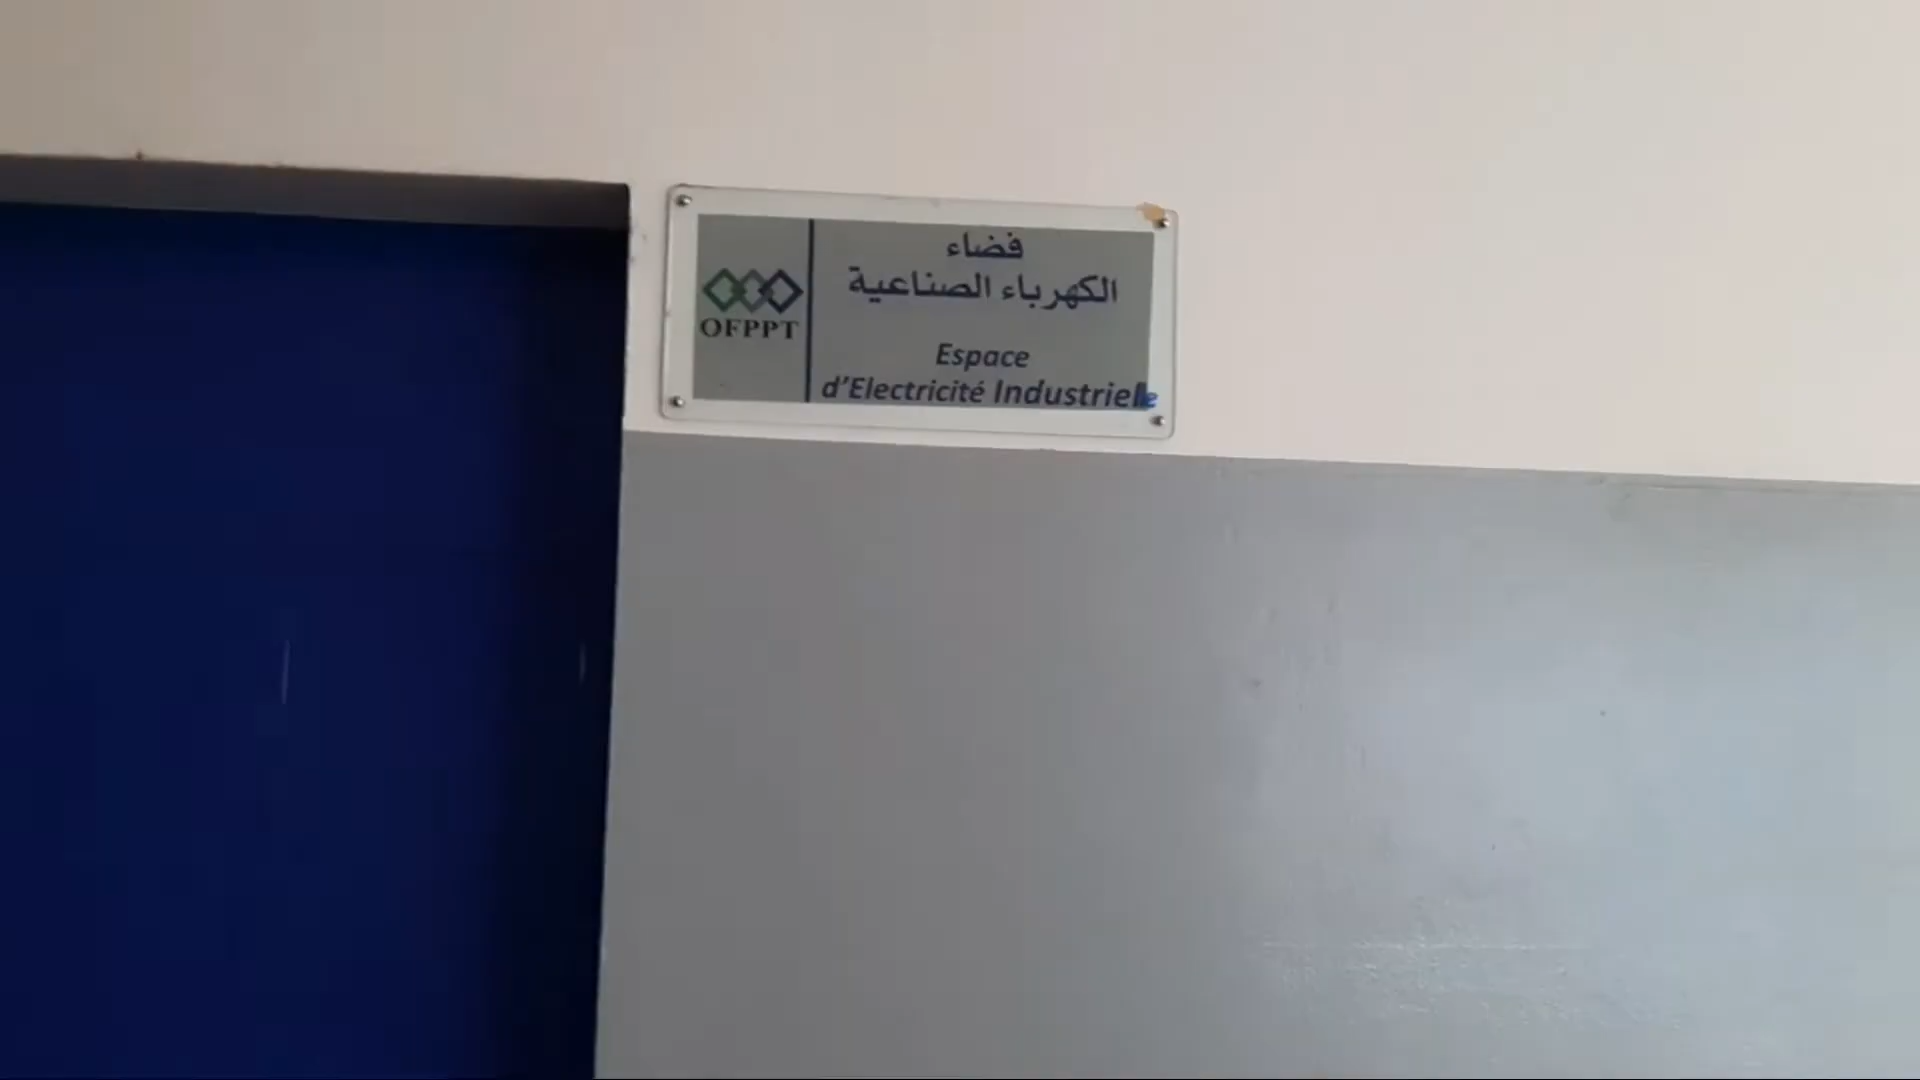 OFPPT
فضاء
الكهرباء الصناعية
Espace
d'Electricité Industrielle